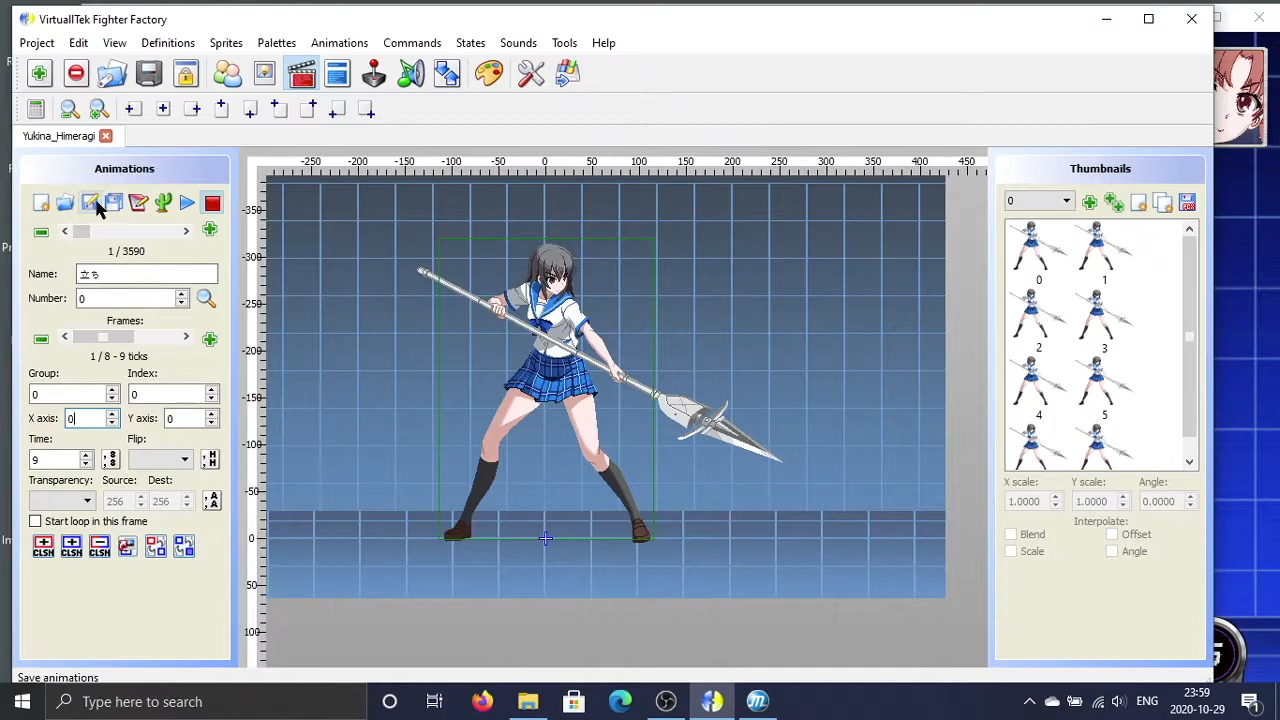 VirtuallTek Fighter Factory
Project Edit View Definitions Sprites Palettes Animations Commands States Sounds Tools Help
Yukina_Himeragi
Animations
1 / 3590
Name: 立ち
Number: 0
Frames:
1 / 8 - 9 ticks
Group: Index:
0 0
X axis: 0 Y axis: 0
Time: Flip:
9
Transparency: Source: Dest:
256 256
Start loop in this frame
CLSN CLSN CLSN
-250 -200 -150 -100 -50 0 50 100 150 200 250 300 350 400 450
-350
-300
-250
-200
-150
-100
-50
0
50
100
Thumbnails
0
0 1
2 3
4 5
X scale: Y scale: Angle:
1.0000 1.0000 0.0000
Interpolate:
Blend Offset
Scale Angle
Save animations
Type here to search
ENG
23:59
2020-10-29
1